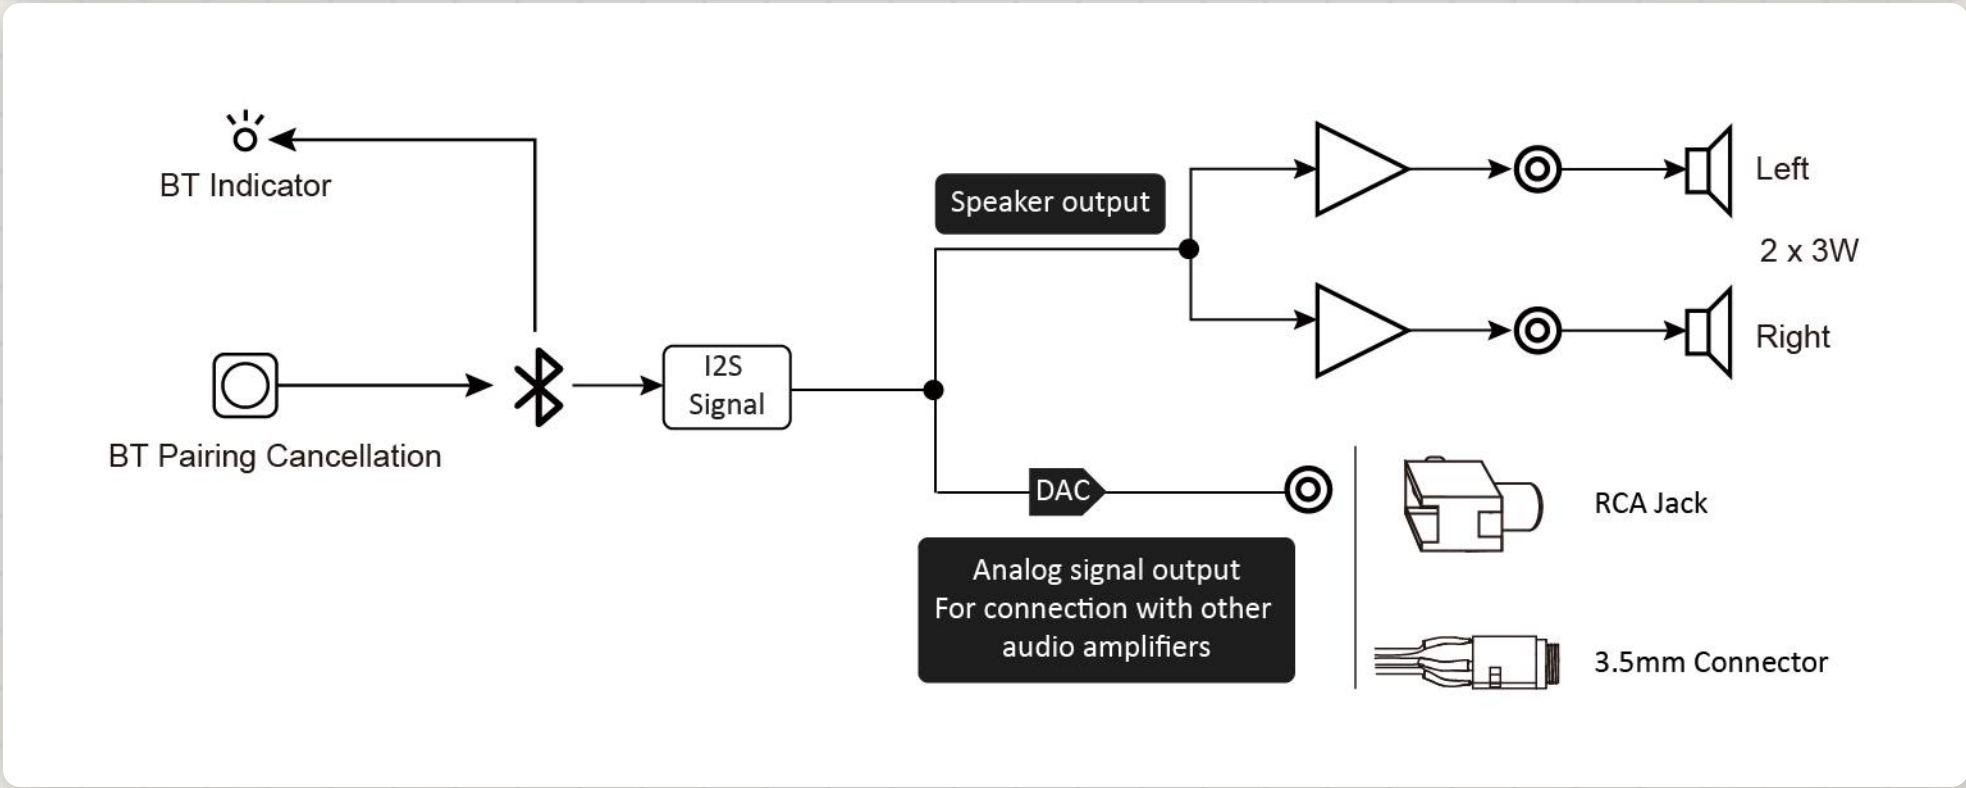 BT Indicator
BT Pairing Cancellation
I2S
Signal
Speaker output
Left
2 x 3W
Right
DAC
Analog signal output
For connection with other
audio amplifiers
RCA Jack
3.5mm Connector